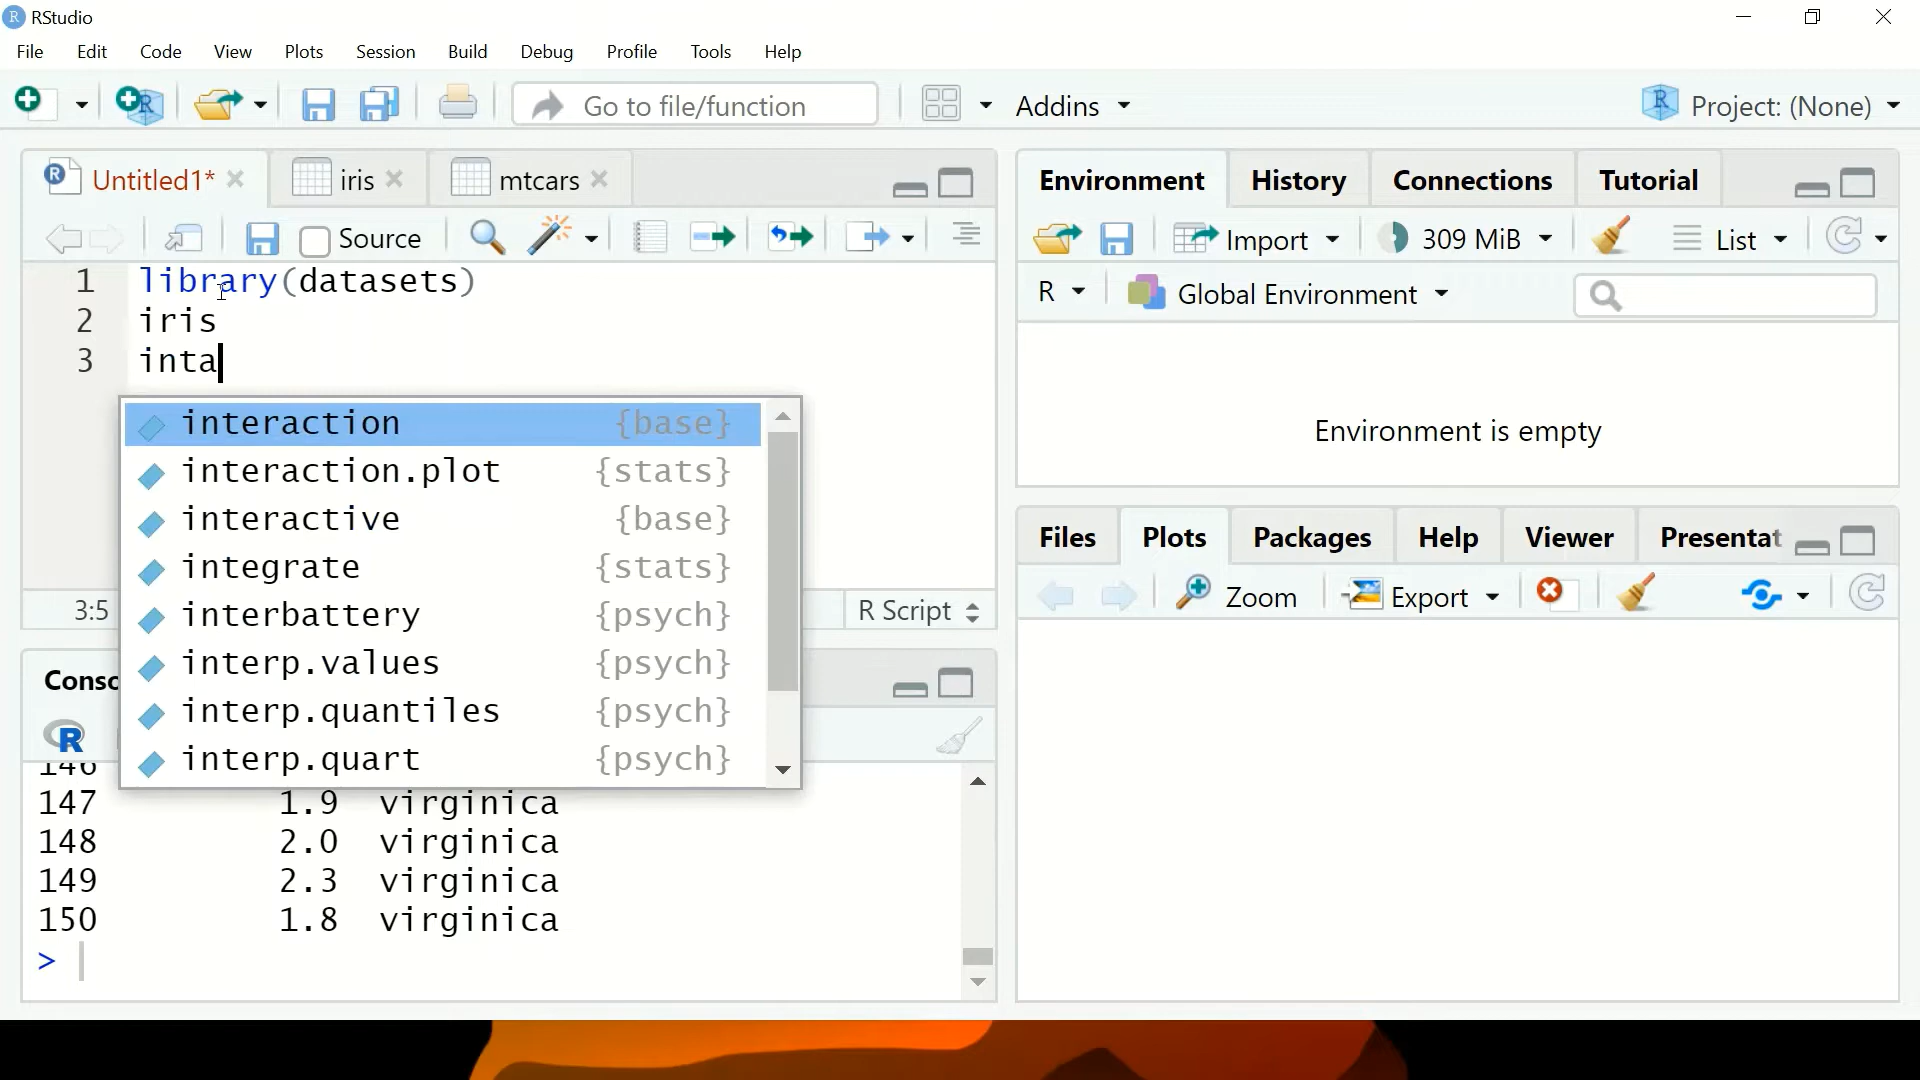 RStudio
File Edit Code View Plots Session Build Debug Profile Tools Help
Go to file/function Addins Project: (None)
Untitled1* iris mtcars
Source
1 library(datasets)
2 iris
3 inta
interaction {base}
interaction.plot {stats}
interactive {base}
integrate {stats}
interbattery {psych}
interp.values {psych}
interp.quantiles {psych}
interp.quart {psych}
3:5 R Script
Conso
146
147 1.9 virginica
148 2.0 virginica
149 2.3 virginica
150 1.8 virginica
>
Environment History Connections Tutorial
Import 309 MiB List
R Global Environment
Environment is empty
Files Plots Packages Help Viewer Presentat
Zoom Export